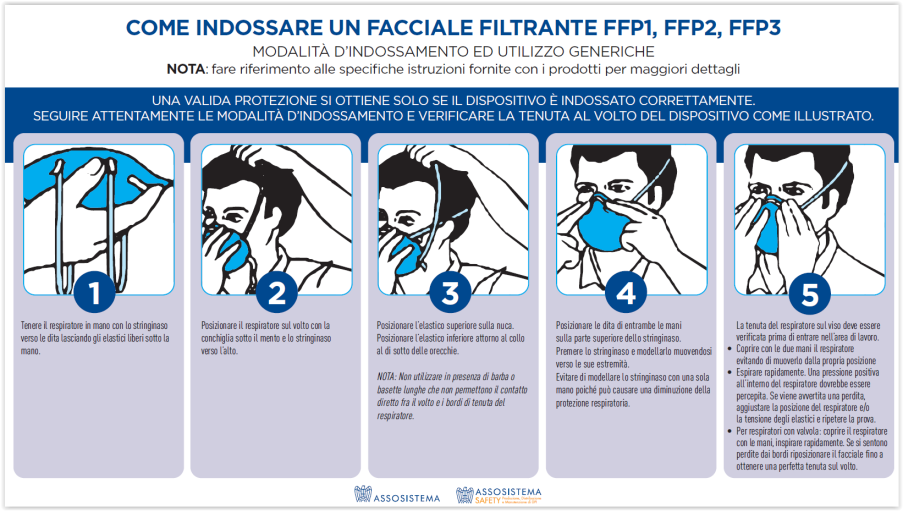 COME INDOSSARE UN FACCIALE FILTRANTE FFP1, FFP2, FFP3
MODALITÀ D'INDOSSAMENTO ED UTILIZZO GENERICHE
NOTA: fare riferimento alle specifiche istruzioni fornite con i prodotti per maggiori dettagli
UNA VALIDA PROTEZIONE SI OTTIENE SOLO SE IL DISPOSITIVO È INDOSSATO CORRETTAMENTE.
SEGUIRE ATTENTAMENTE LE MODALITÀ D'INDOSSAMENTO E VERIFICARE LA TENUTA AL VOLTO DEL DISPOSITIVO COME ILLUSTRATO.
1
Tenere il respiratore in mano con lo stringinaso
verso le dita lasciando gli elastici liberi sotto la
mano.
2
Posizionare il respiratore sul volto con la
conchiglia sotto il mento e lo stringinaso
verso l'alto.
3
Posizionare l'elastico superiore sulla nuca.
Posizionare l'elastico inferiore attorno al collo
al di sotto delle orecchie.
NOTA: Non utilizzare in presenza di barba o
basette lunghe che non permettono il contatto
diretto fra il volto e i bordi di tenuta del
respiratore.
4
Posizionare le dita di entrambe le mani
sulla parte superiore dello stringinaso.
Premere lo stringinaso e modellarlo muovendosi
verso le sue estremità.
Evitare di modellare lo stringinaso con una sola
mano poiché può causare una diminuzione della
protezione respiratoria.
5
La tenuta del respiratore sul viso deve essere
verificata prima di entrare nell'area di lavoro.
• Coprire con le due mani il respiratore
evitando di muoverlo dalla propria posizione
• Espirare rapidamente. Una pressione positiva
all'interno del respiratore dovrebbe essere
percepita. Se viene avvertita una perdita,
aggiustare la posizione del respiratore e/o
la tensione degli elastici e ripetere la prova.
• Per respiratori con valvola: coprire il respiratore
con le mani, inspirare rapidamente. Se si sentono
perdite dai bordi riposizionare il facciale fino a
ottenere una perfetta tenuta sul volto.
ASSOSISTEMA
ASSOSISTEMA
SAFETY